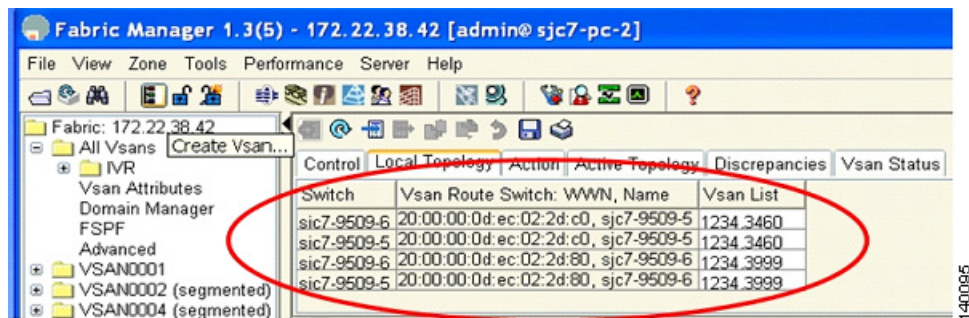 Fabric Manager 1.3(5) - 172.22.38.42 [admin@sjc7-pc-2]
File View Zone Tools Performance Server Help
Fabric: 172.22.38.42
All Vsans
Create Vsan...
IVR
Vsan Attributes
Domain Manager
FSPF
Advanced
VSAN0001
VSAN0002 (segmented)
VSAN0004 (segmented)
Control Local Topology Action Active Topology Discrepancies Vsan Status
Switch Vsan Route Switch: WWN, Name Vsan List
sjc7-9509-6 20:00:00:0d:ec:02:2d:c0, sjc7-9509-5 1234.3460
sjc7-9509-5 20:00:00:0d:ec:02:2d:c0, sjc7-9509-5 1234.3460
sjc7-9509-6 20:00:00:0d:ec:02:2d:80, sjc7-9509-6 1234.3999
sjc7-9509-5 20:00:00:0d:ec:02:2d:80, sjc7-9509-6 1234.3999
140095